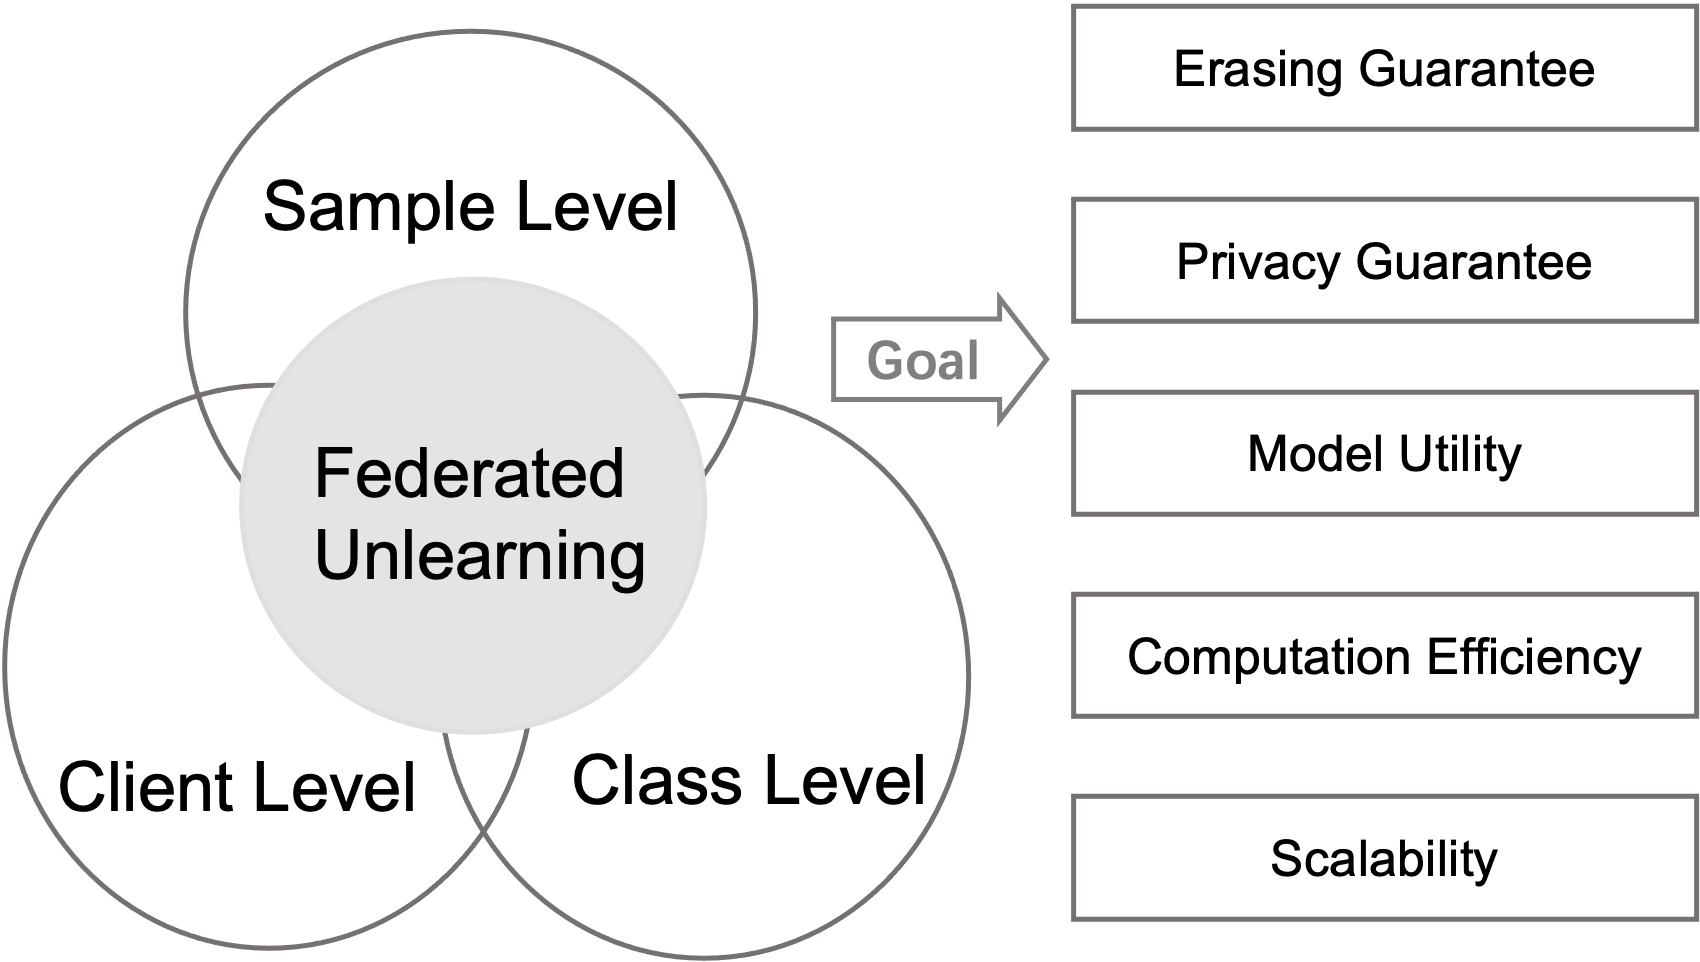 Sample Level
Federated
Unlearning
Client Level
Class Level
Goal
Erasing Guarantee
Privacy Guarantee
Model Utility
Computation Efficiency
Scalability